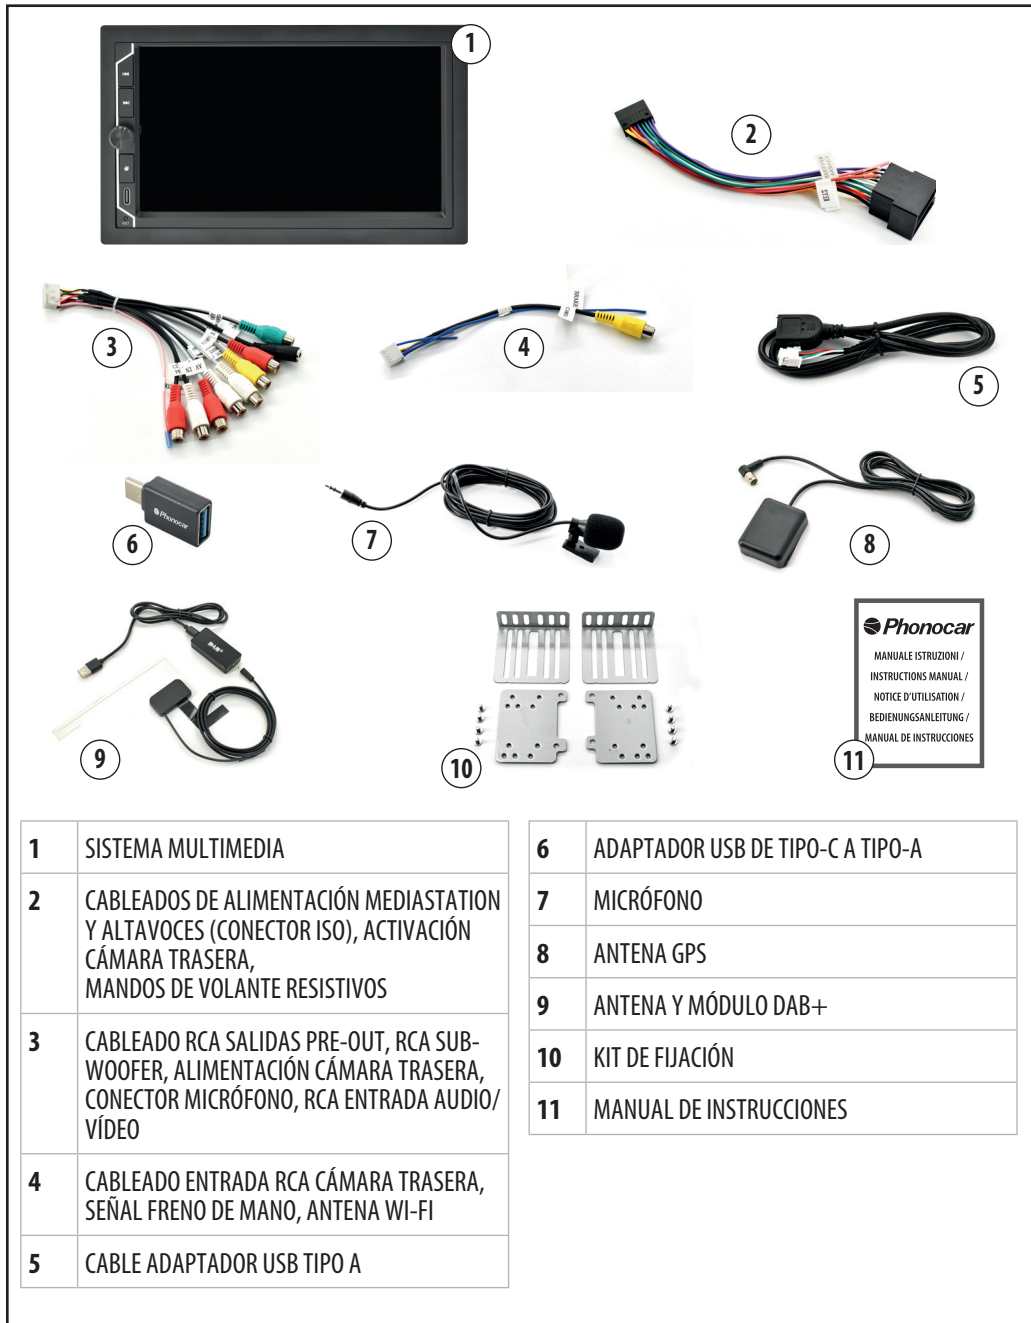 1
2
3
4
BRAKE
5
6
Phonocar
7
8
9
DAB+
10
Phonocar
MANUALE ISTRUZIONI /
INSTRUCTIONS MANUAL /
NOTICE D'UTILISATION /
BEDIENUNGSANLEITUNG /
MANUAL DE INSTRUCCIONES
11
1 SISTEMA MULTIMEDIA
2 CABLEADOS DE ALIMENTACIÓN MEDIASTATION
Y ALTAVOCES (CONECTOR ISO), ACTIVACIÓN
CÁMARA TRASERA,
MANDOS DE VOLANTE RESISTIVOS
3 CABLEADO RCA SALIDAS PRE-OUT, RCA SUB-
WOOFER, ALIMENTACIÓN CÁMARA TRASERA,
CONECTOR MICRÓFONO, RCA ENTRADA AUDIO/
VÍDEO
4 CABLEADO ENTRADA RCA CÁMARA TRASERA,
SEÑAL FRENO DE MANO, ANTENA WI-FI
5 CABLE ADAPTADOR USB TIPO A
6 ADAPTADOR USB DE TIPO-C A TIPO-A
7 MICRÓFONO
8 ANTENA GPS
9 ANTENA Y MÓDULO DAB+
10 KIT DE FIJACIÓN
11 MANUAL DE INSTRUCCIONES